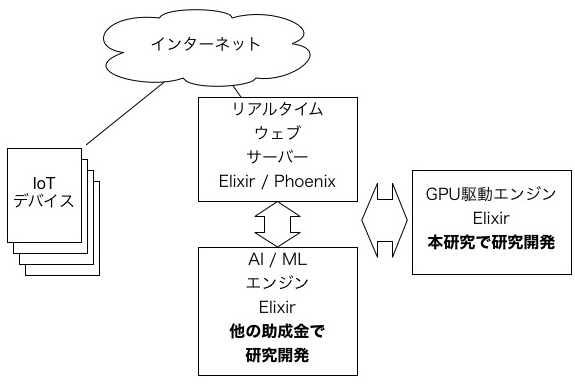 インターネット
リアルタイム
ウェブ
サーバー
Elixir / Phoenix
IoT
デバイス
GPU駆動エンジン
Elixir
本研究で研究開発
AI / ML
エンジン
Elixir
他の助成金で
研究開発